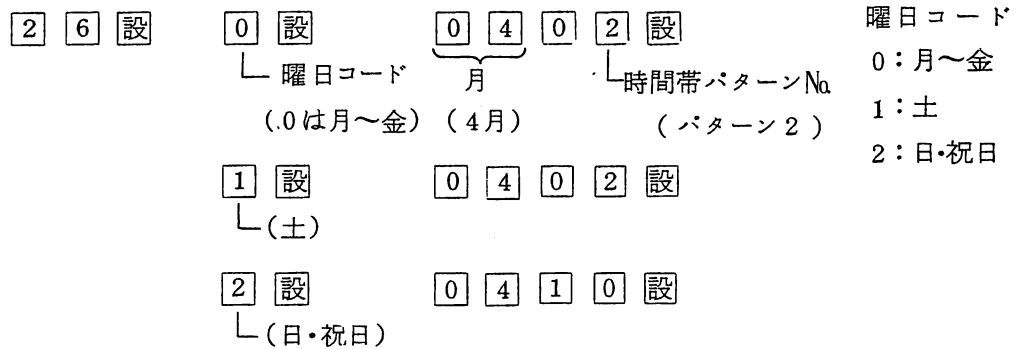 2 6 設 0 設 0 4 0 2 設
曜日コード 月 時間帯パターン№
(.0は月〜金) (4月) (パターン2)
1 設 0 4 0 2 設
(土)
2 設 0 4 1 0 設
(日・祝日)
曜日コード
0:月〜金
1:土
2:日・祝日